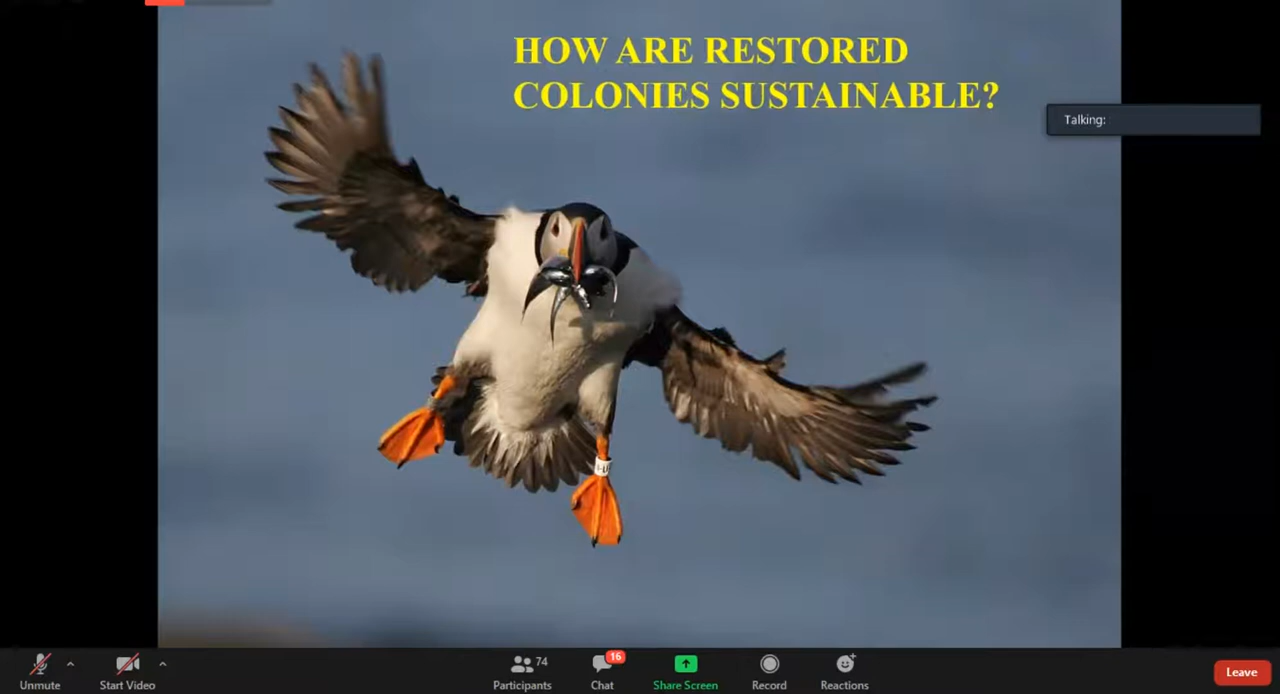 HOW ARE RESTORED
COLONIES SUSTAINABLE?
Talking:
Unmute
Start Video
74
Participants
16
Chat
Share Screen
Record
Reactions
Leave